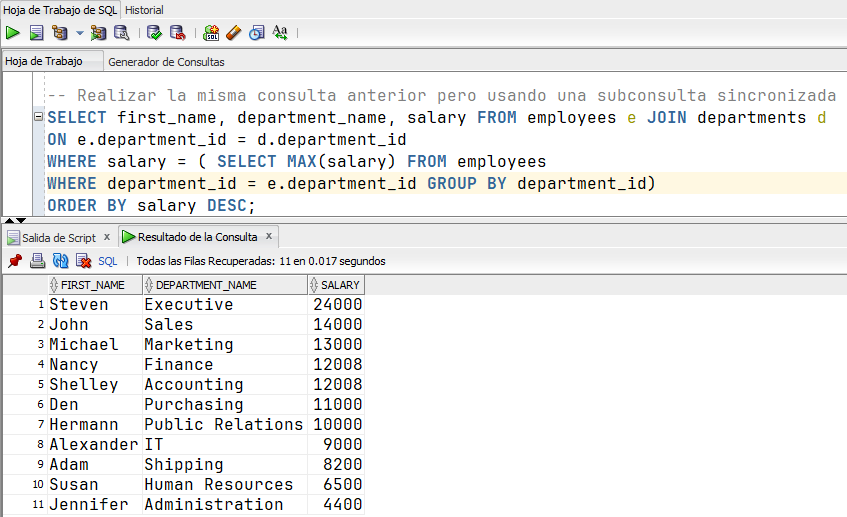 Hoja de Trabajo de SQL Historial
SQL Aa
Hoja de Trabajo Generador de Consultas
-- Realizar la misma consulta anterior pero usando una subconsulta sincronizada
SELECT first_name, department_name, salary FROM employees e JOIN departments d
ON e.department_id = d.department_id
WHERE salary = ( SELECT MAX(salary) FROM employees
WHERE department_id = e.department_id GROUP BY department_id)
ORDER BY salary DESC;
Salida de Script x Resultado de la Consulta x
SQL | Todas las Filas Recuperadas: 11 en 0.017 segundos
FIRST_NAME DEPARTMENT_NAME SALARY
1 Steven Executive 24000
2 John Sales 14000
3 Michael Marketing 13000
4 Nancy Finance 12008
5 Shelley Accounting 12008
6 Den Purchasing 11000
7 Hermann Public Relations 10000
8 Alexander IT 9000
9 Adam Shipping 8200
10 Susan Human Resources 6500
11 Jennifer Administration 4400